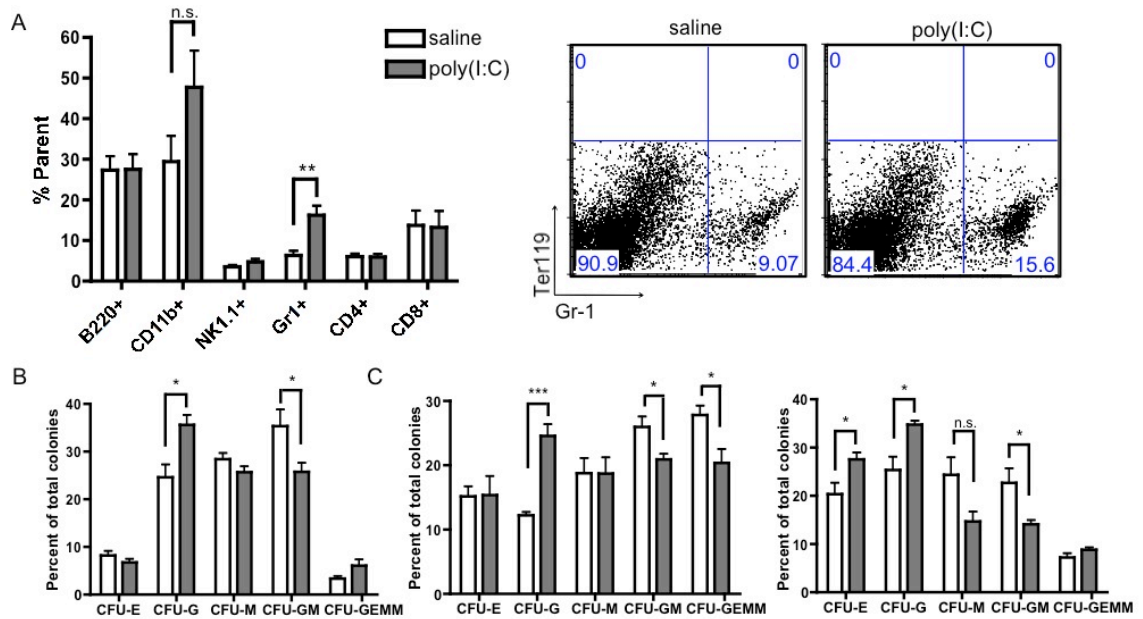 A
n.s.
saline
poly(I:C)
**
60
50
40
30
20
10
0
% Parent
B220+
CD11b+
NK1.1+
Gr1+
CD4+
CD8+
saline
poly(I:C)
0
0
90.9
9.07
0
0
84.4
15.6
Ter119
Gr-1
B
*
*
40
30
20
10
0
Percent of total colonies
CFU-E
CFU-G
CFU-M
CFU-GM
CFU-GEMM
C
***
*
*
30
20
10
0
Percent of total colonies
CFU-E
CFU-G
CFU-M
CFU-GM
CFU-GEMM
*
*
n.s.
*
40
30
20
10
0
Percent of total colonies
CFU-E
CFU-G
CFU-M
CFU-GM
CFU-GEMM